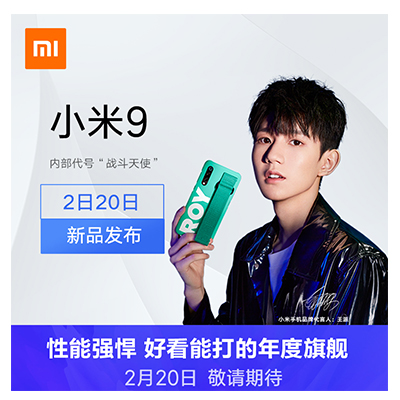 mi
小米9
内部代号“战斗天使”
2日20日
新品发布
ROY
小米手机品牌代言人：王源
性能强悍 好看能打的年度旗舰
2月20日 敬请期待